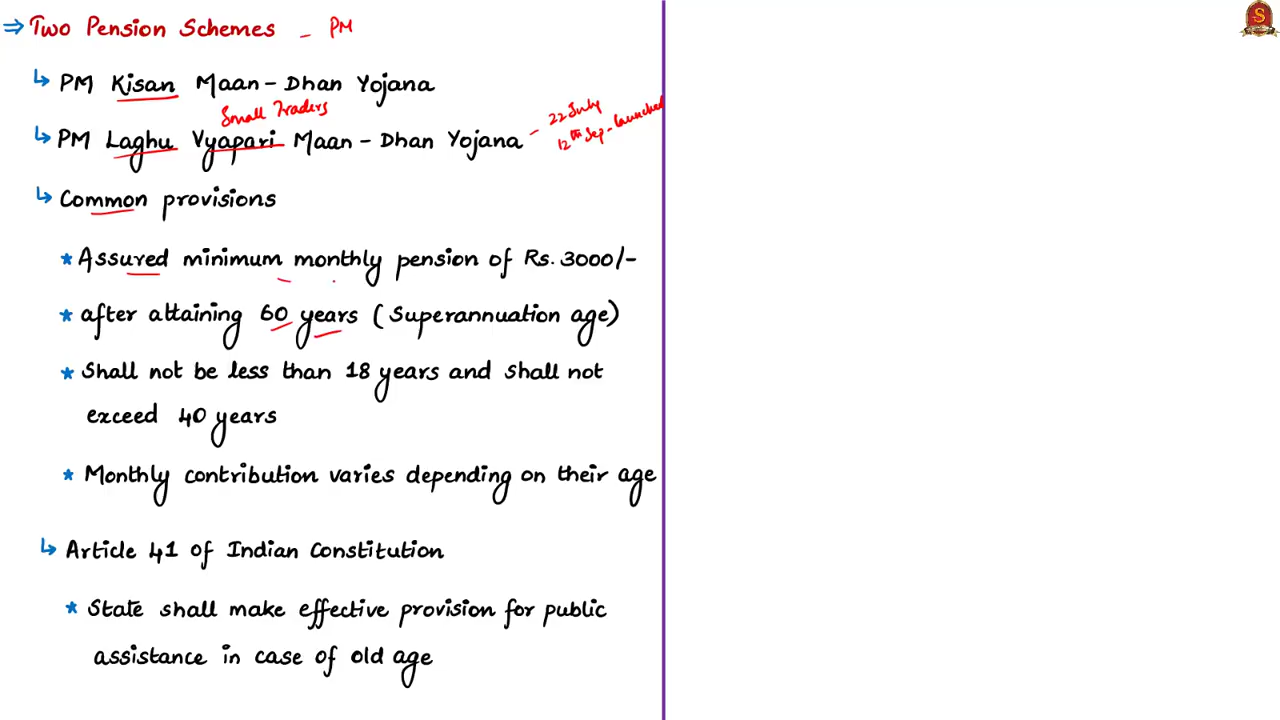 ⇒ Two Pension Schemes - PM
↳ PM Kisan Maan-Dhan Yojana
Small Traders
↳ PM Laghu Vyapari Maan-Dhan Yojana - 22 July
12th Sep-launched
↳ Common provisions
* Assured minimum monthly pension of Rs. 3000/-
* after attaining 60 years (Superannuation age)
* Shall not be less than 18 years and shall not
exceed 40 years
* Monthly contribution varies depending on their age
↳ Article 41 of Indian Constitution
* State shall make effective provision for public
assistance in case of old age